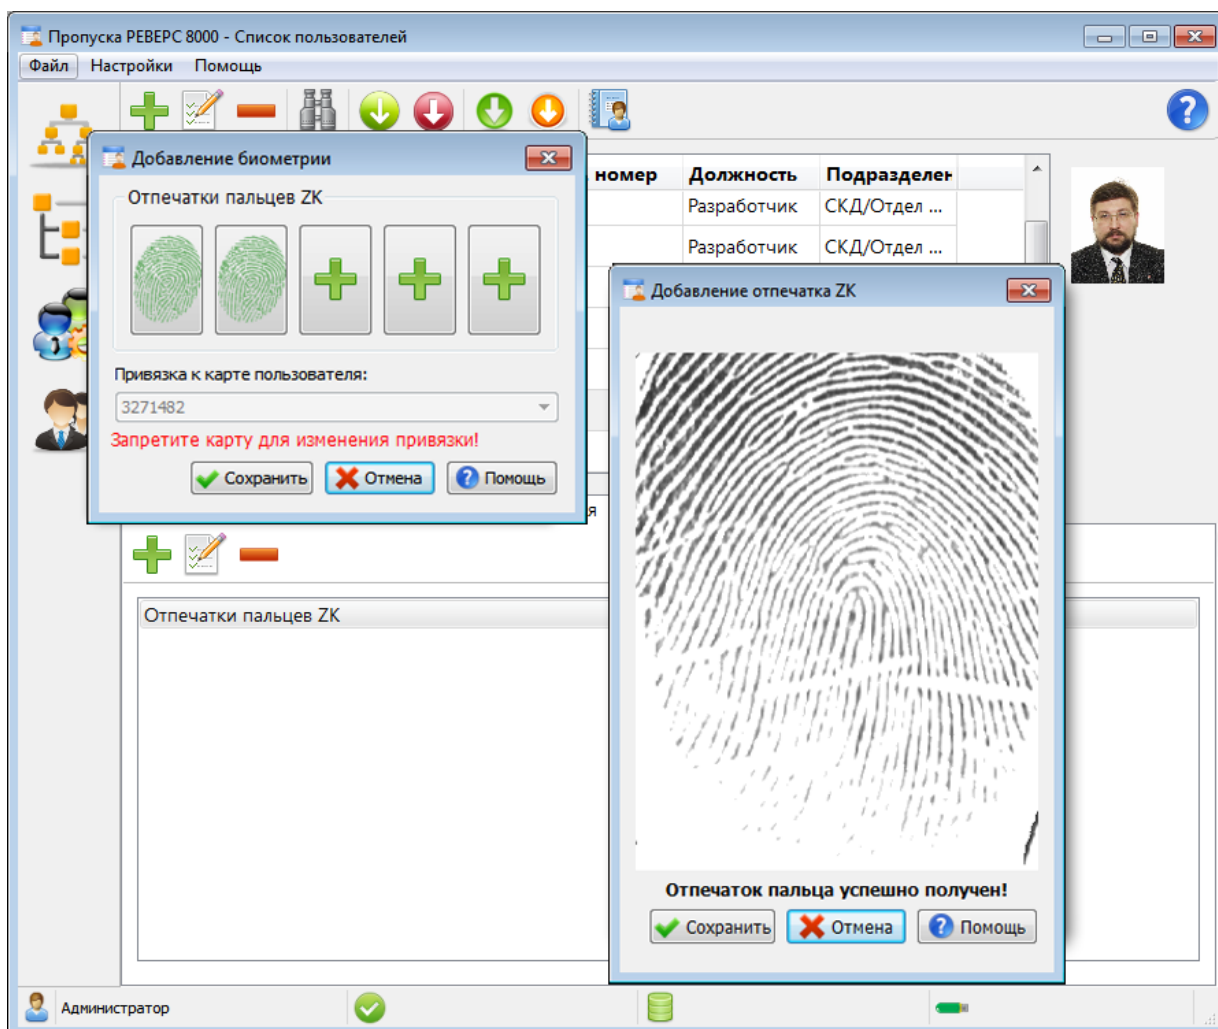 Пропуска РЕВЕРС 8000 - Список пользователей
Файл Настройки Помощь
Добавление биометрии
номер Должность Подразделен
Отпечатки пальцев ZK
Разработчик СКД/Отдел ...
Разработчик СКД/Отдел ...
Добавление отпечатка ZK
Привязка к карте пользователя:
3271482
Запретите карту для изменения привязки!
Сохранить Отмена Помощь
я
Отпечатки пальцев ZK
Отпечаток пальца успешно получен!
Сохранить Отмена Помощь
Администратор